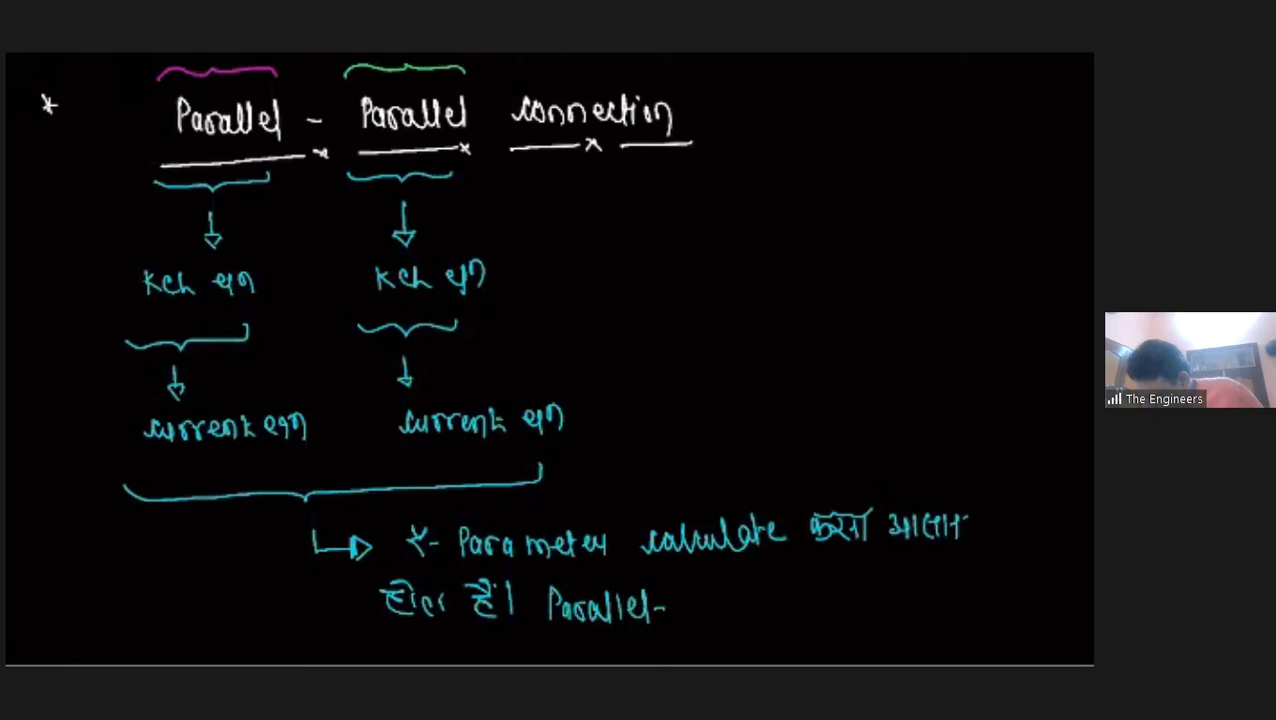 * Parallel - Parallel connection
KCL eqn KCL eqn
current eqn current eqn
Y- Parameter calculate करना आसान
होता हैं। Parallel-
The Engineers